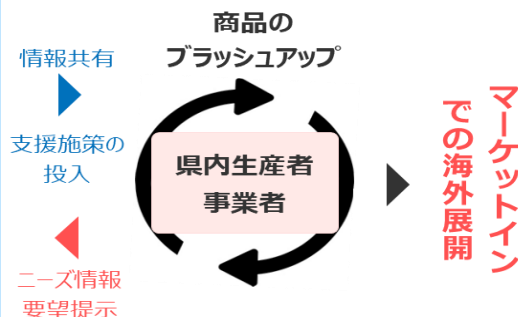 商品の
ブラッシュアップ
情報共有
支援施策の
投入
県内生産者
事業者
ニーズ情報
要望提示
マーケットイン
での海外展開